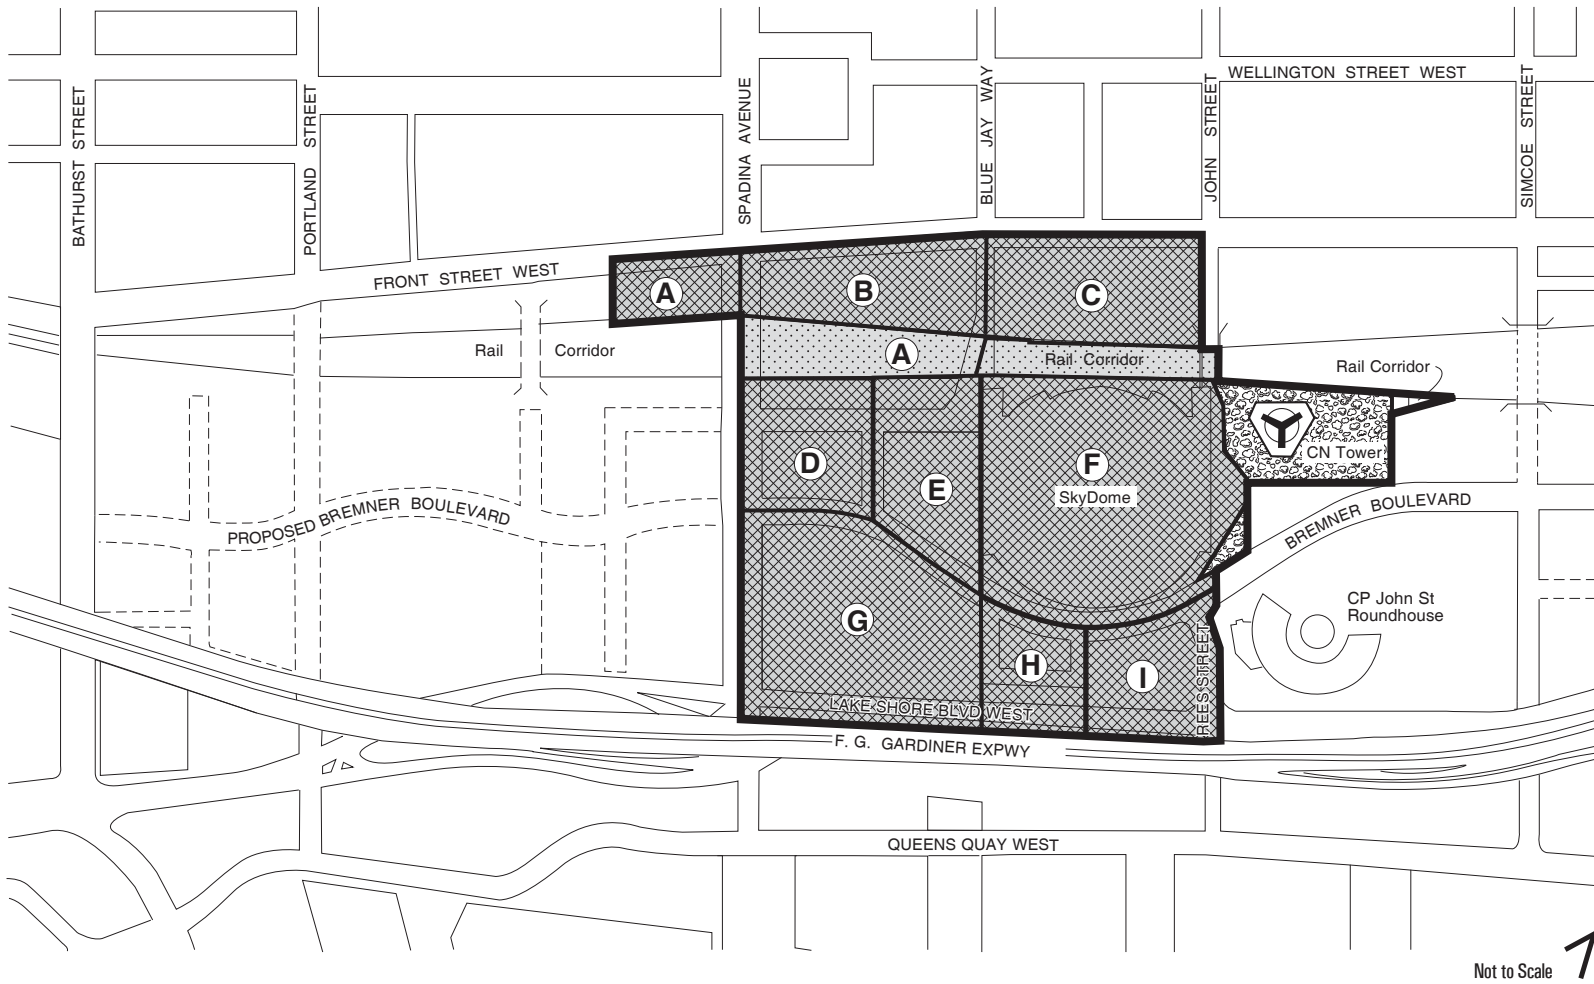 WELLINGTON STREET WEST
BATHURST STREET
PORTLAND STREET
SPADINA AVENUE
BLUE JAY WAY
JOHN STREET
SIMCOE STREET
FRONT STREET WEST
A
B
C
Rail Corridor
A
Rail Corridor
Rail Corridor
CN Tower
D
E
F
SkyDome
PROPOSED BREMNER BOULEVARD
BREMNER BOULEVARD
CP John St
Roundhouse
G
H
I
REES STREET
LAKE SHORE BLVD WEST
F. G. GARDINER EXPWY
QUEENS QUAY WEST
Not to Scale